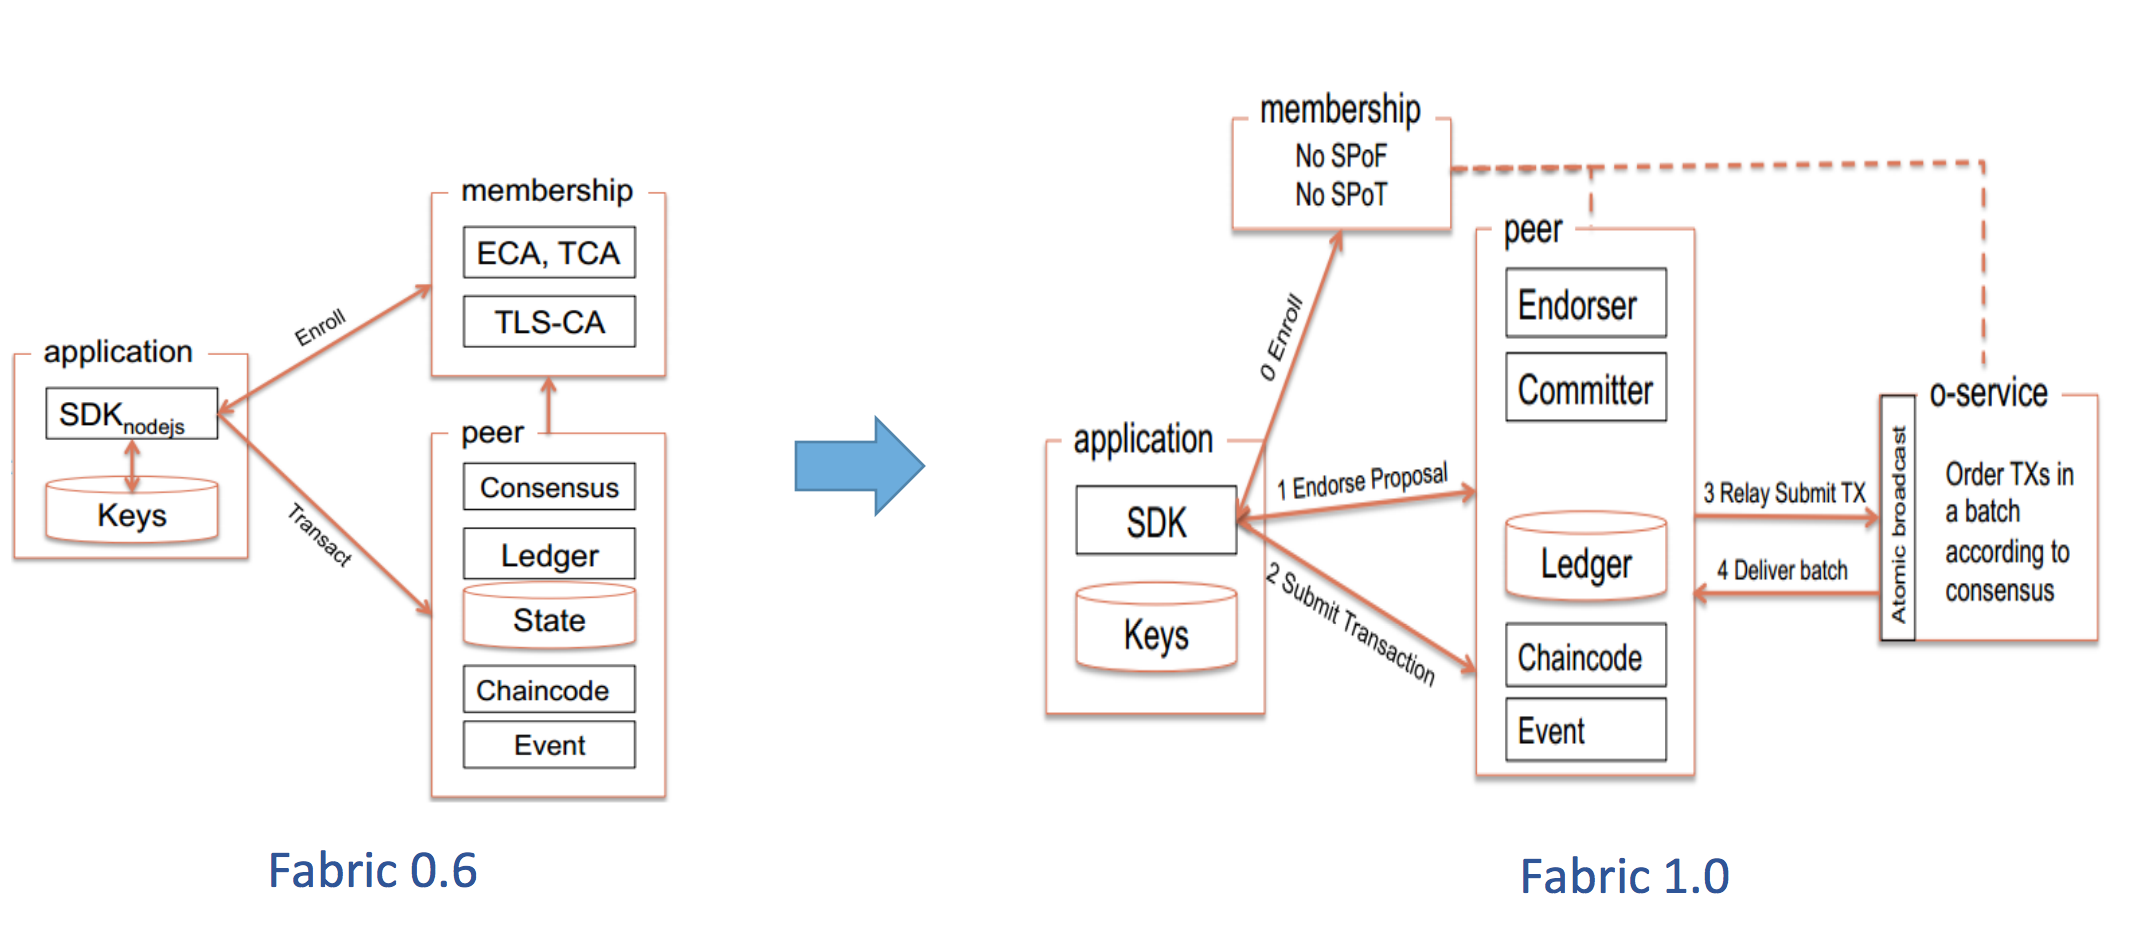 membership
ECA, TCA
TLS-CA
Enroll
application
SDKnodejs
Keys
Transact
peer
Consensus
Ledger
State
Chaincode
Event
Fabric 0.6
membership
No SPoF
No SPoT
0 Enroll
application
SDK
Keys
1 Endorse Proposal
2 Submit Transaction
peer
Endorser
Committer
Ledger
Chaincode
Event
3 Relay Submit TX
4 Deliver batch
o-service
Atomic broadcast
Order TXs in
a batch
according to
consensus
Fabric 1.0